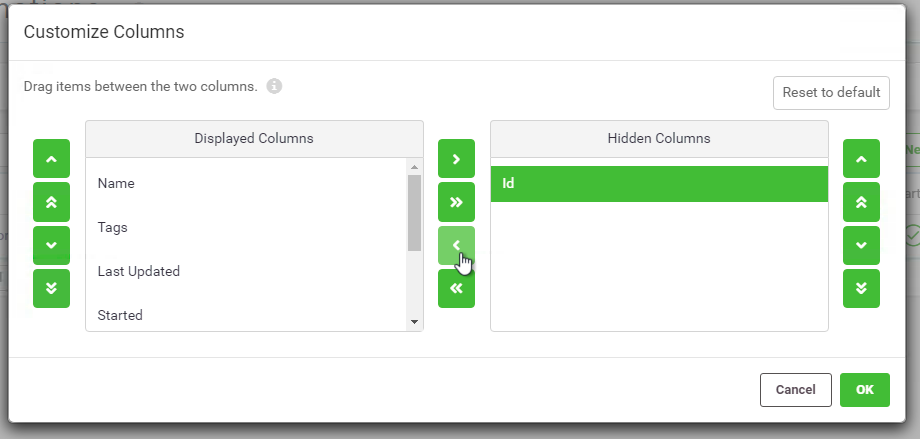 Customize Columns
Drag items between the two columns.
Reset to default
Displayed Columns
Name
Tags
Last Updated
Started
Hidden Columns
Id
Cancel
OK